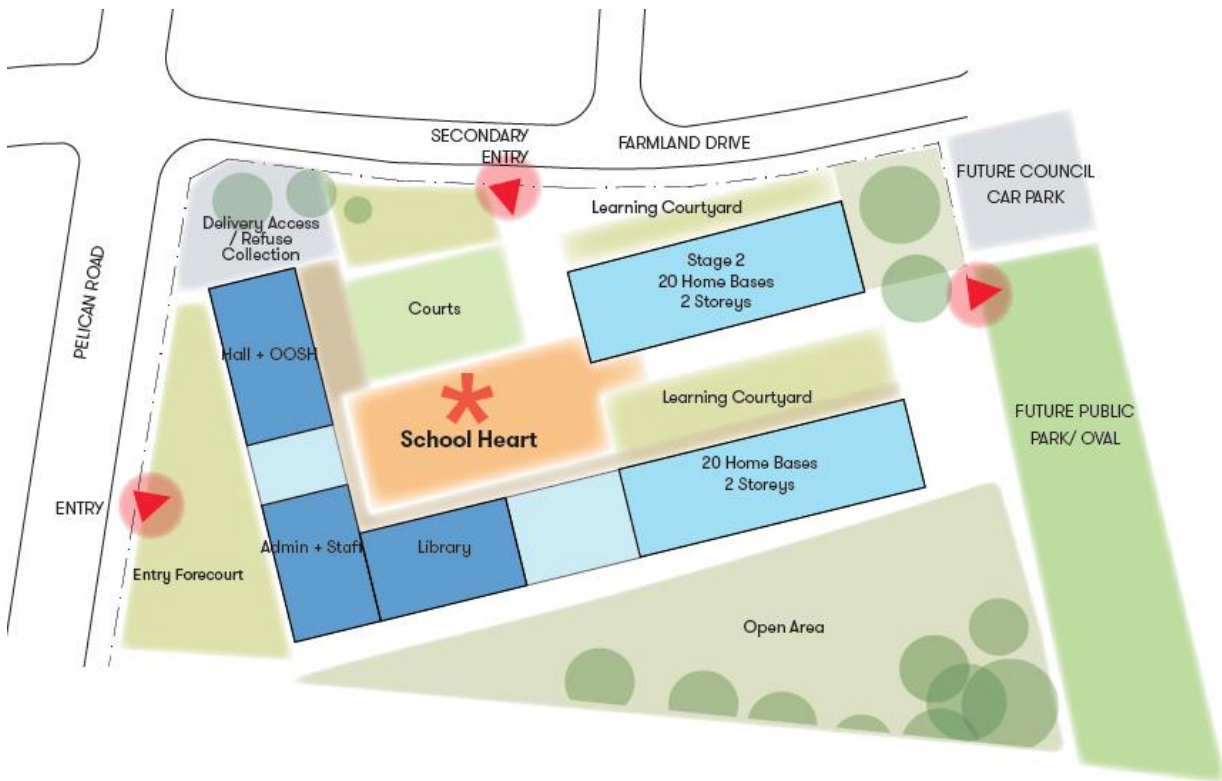 SECONDARY
ENTRY
FARMLAND DRIVE
FUTURE COUNCIL
CAR PARK
Learning Courtyard
Delivery Access
/ Refuse
Collection
PELICAN ROAD
Stage 2
20 Home Bases
2 Storeys
Courts
Hall + OOSH
Learning Courtyard
School Heart
FUTURE PUBLIC
PARK/ OVAL
20 Home Bases
2 Storeys
ENTRY
Admin + Staff
Library
Entry Forecourt
Open Area